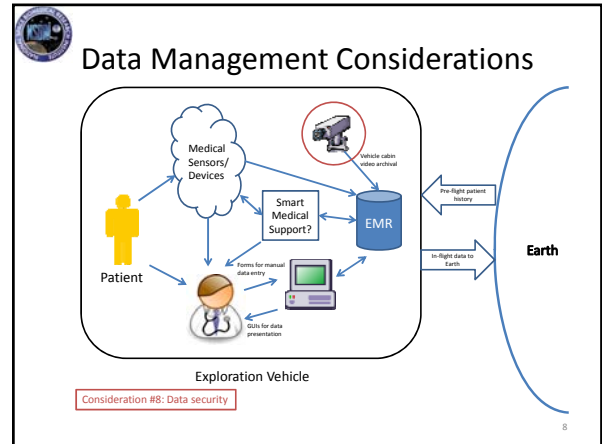 Data Management Considerations
Medical
Sensors/
Devices
Vehicle cabin
video archival
Pre-flight patient
history
Smart
Medical
Support?
EMR
In-flight data to
Earth
Earth
Patient
Forms for manual
data entry
GUIs for data
presentation
Exploration Vehicle
Consideration #8: Data security
8